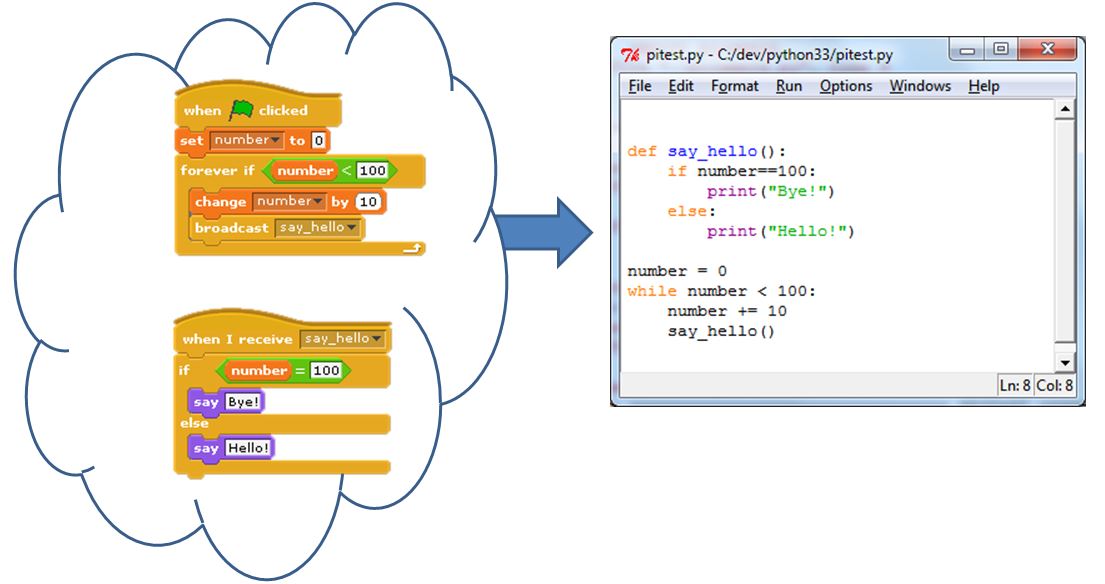 when clicked
set number to 0
forever if number < 100
change number by 10
broadcast say_hello
when I receive say_hello
if number = 100
say Bye!
else
say Hello!
pitest.py - C:/dev/python33/pitest.py
File Edit Format Run Options Windows Help
def say_hello():
    if number==100:
        print("Bye!")
    else:
        print("Hello!")
number = 0
while number < 100:
    number += 10
    say_hello()
Ln: 8 Col: 8